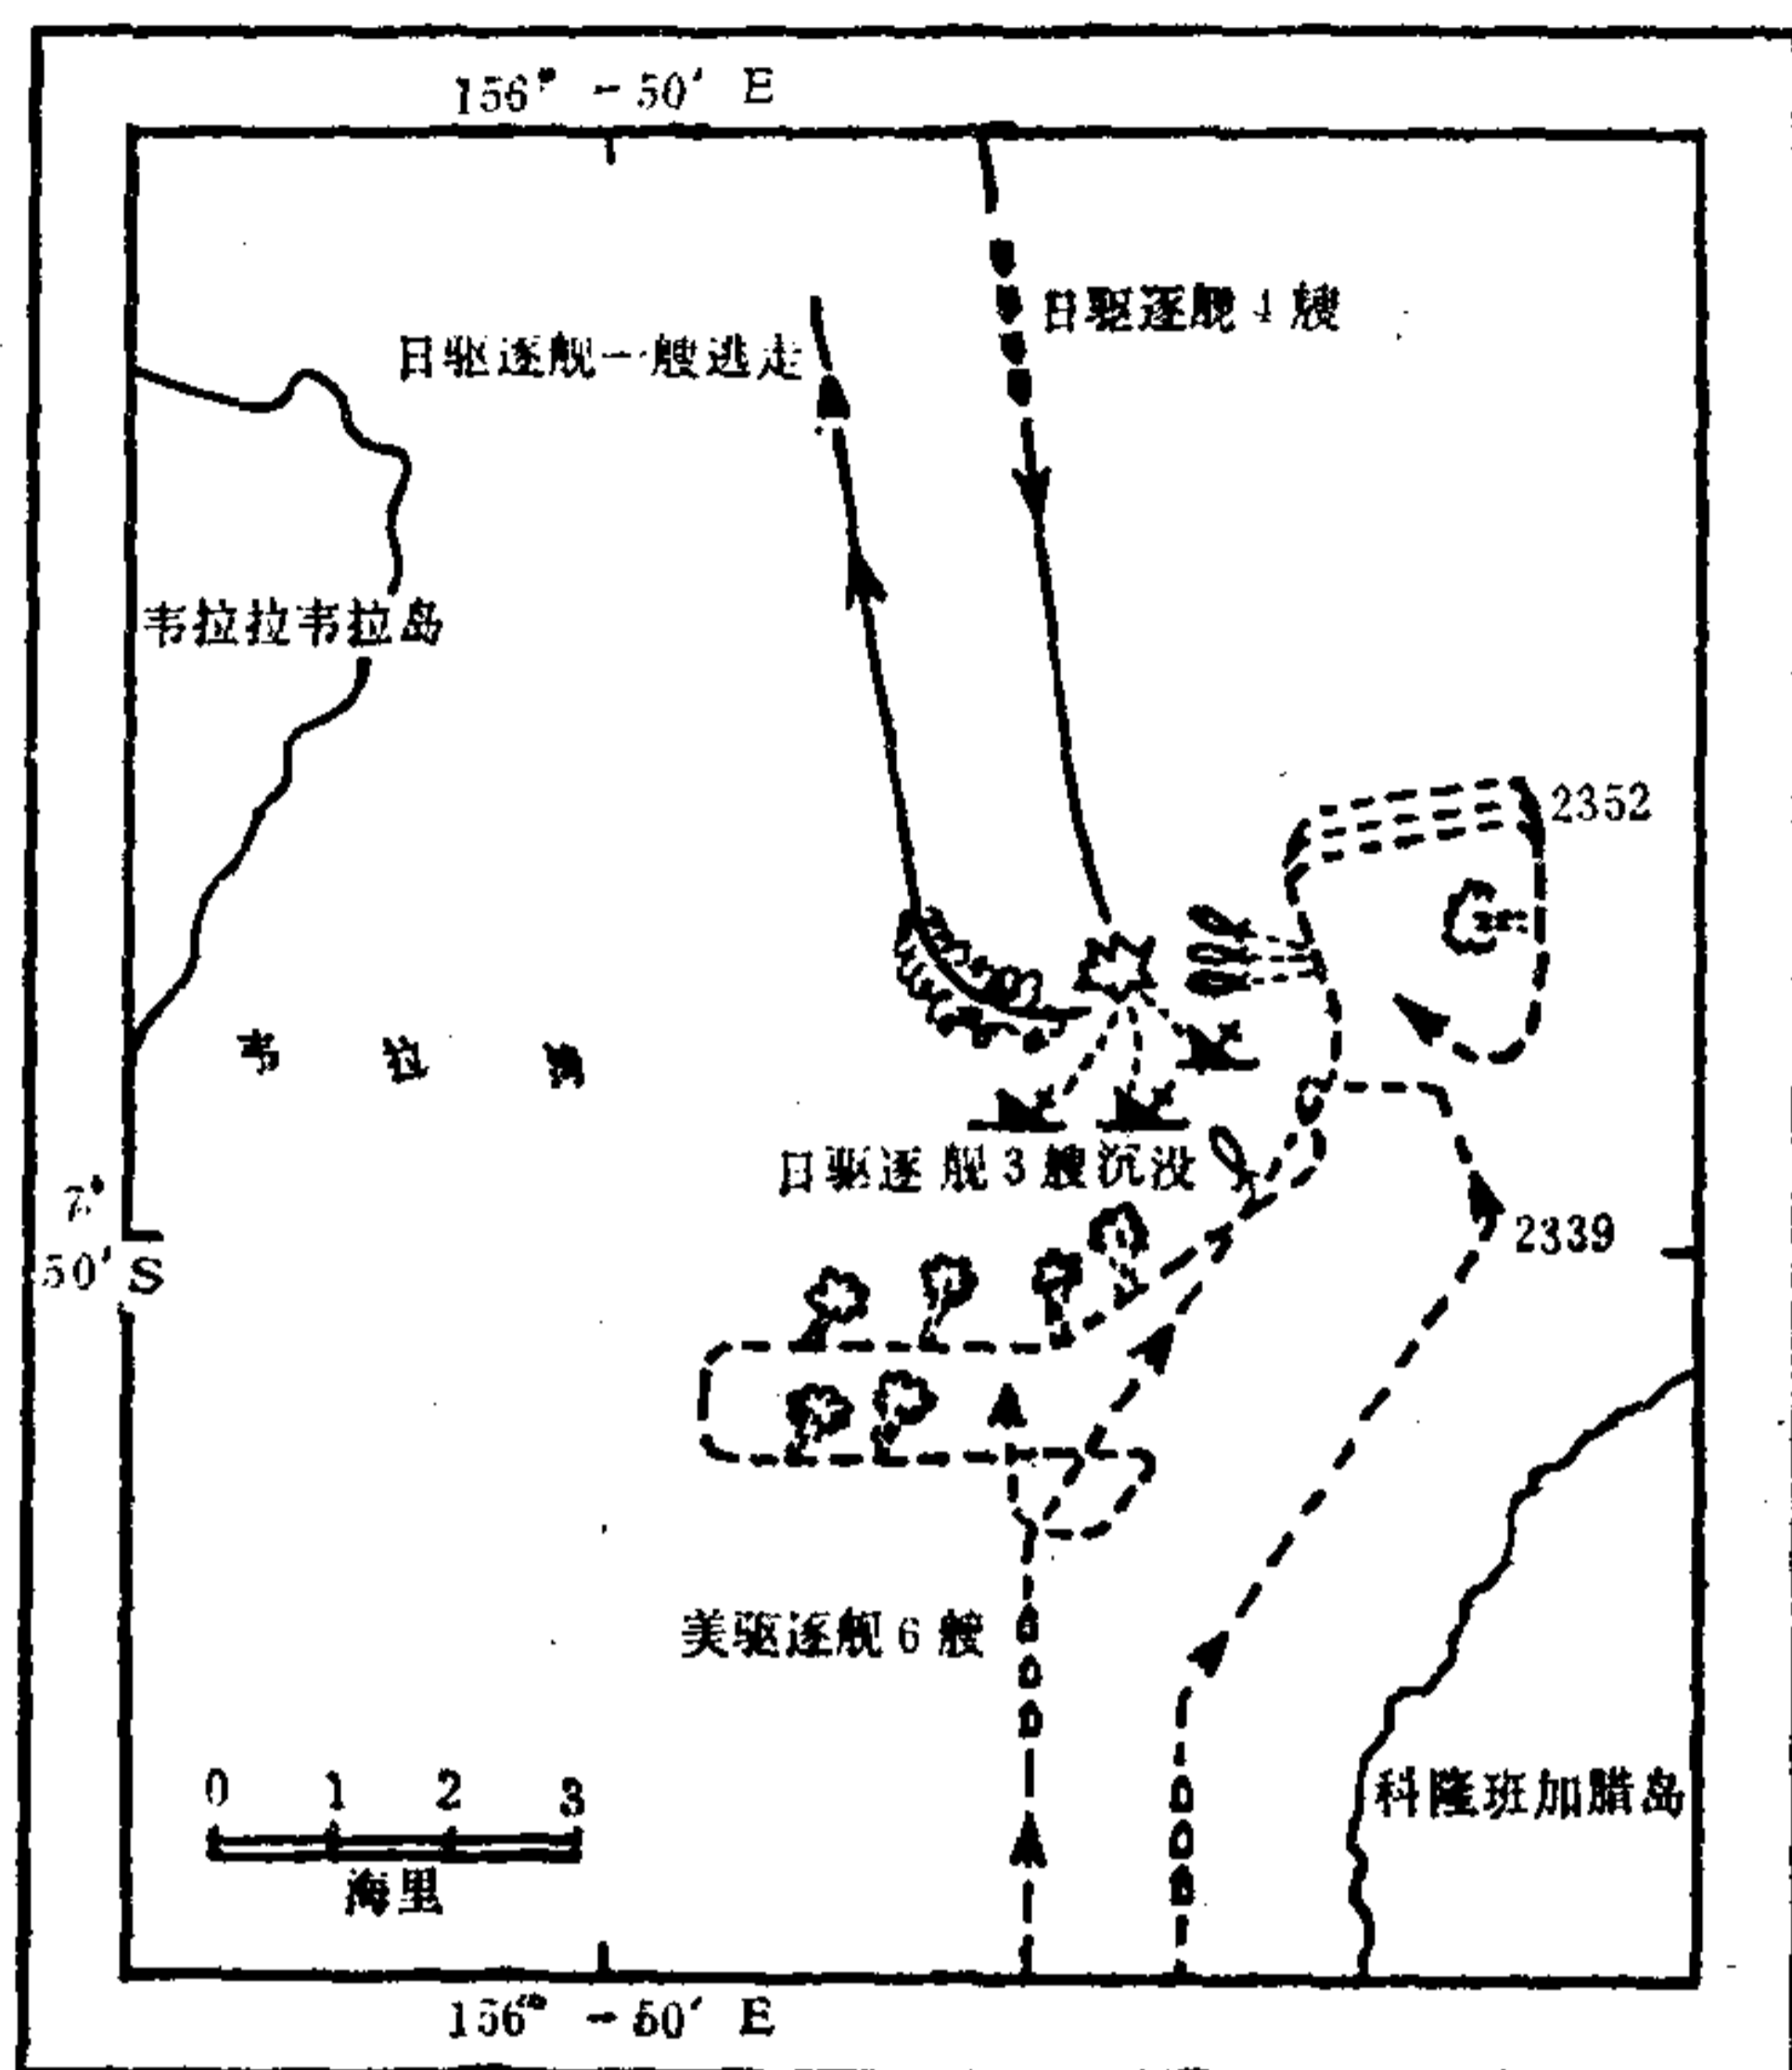 156° - 50′ E
日驱逐舰4艘
日驱逐舰一艘逃走
韦拉拉韦拉岛
2352
韦拉湾
日驱逐舰3艘沉没
7°
50′ S
2339
美驱逐舰6艘
0 1 2 3
海里
科隆班加腊岛
156° - 50′ E